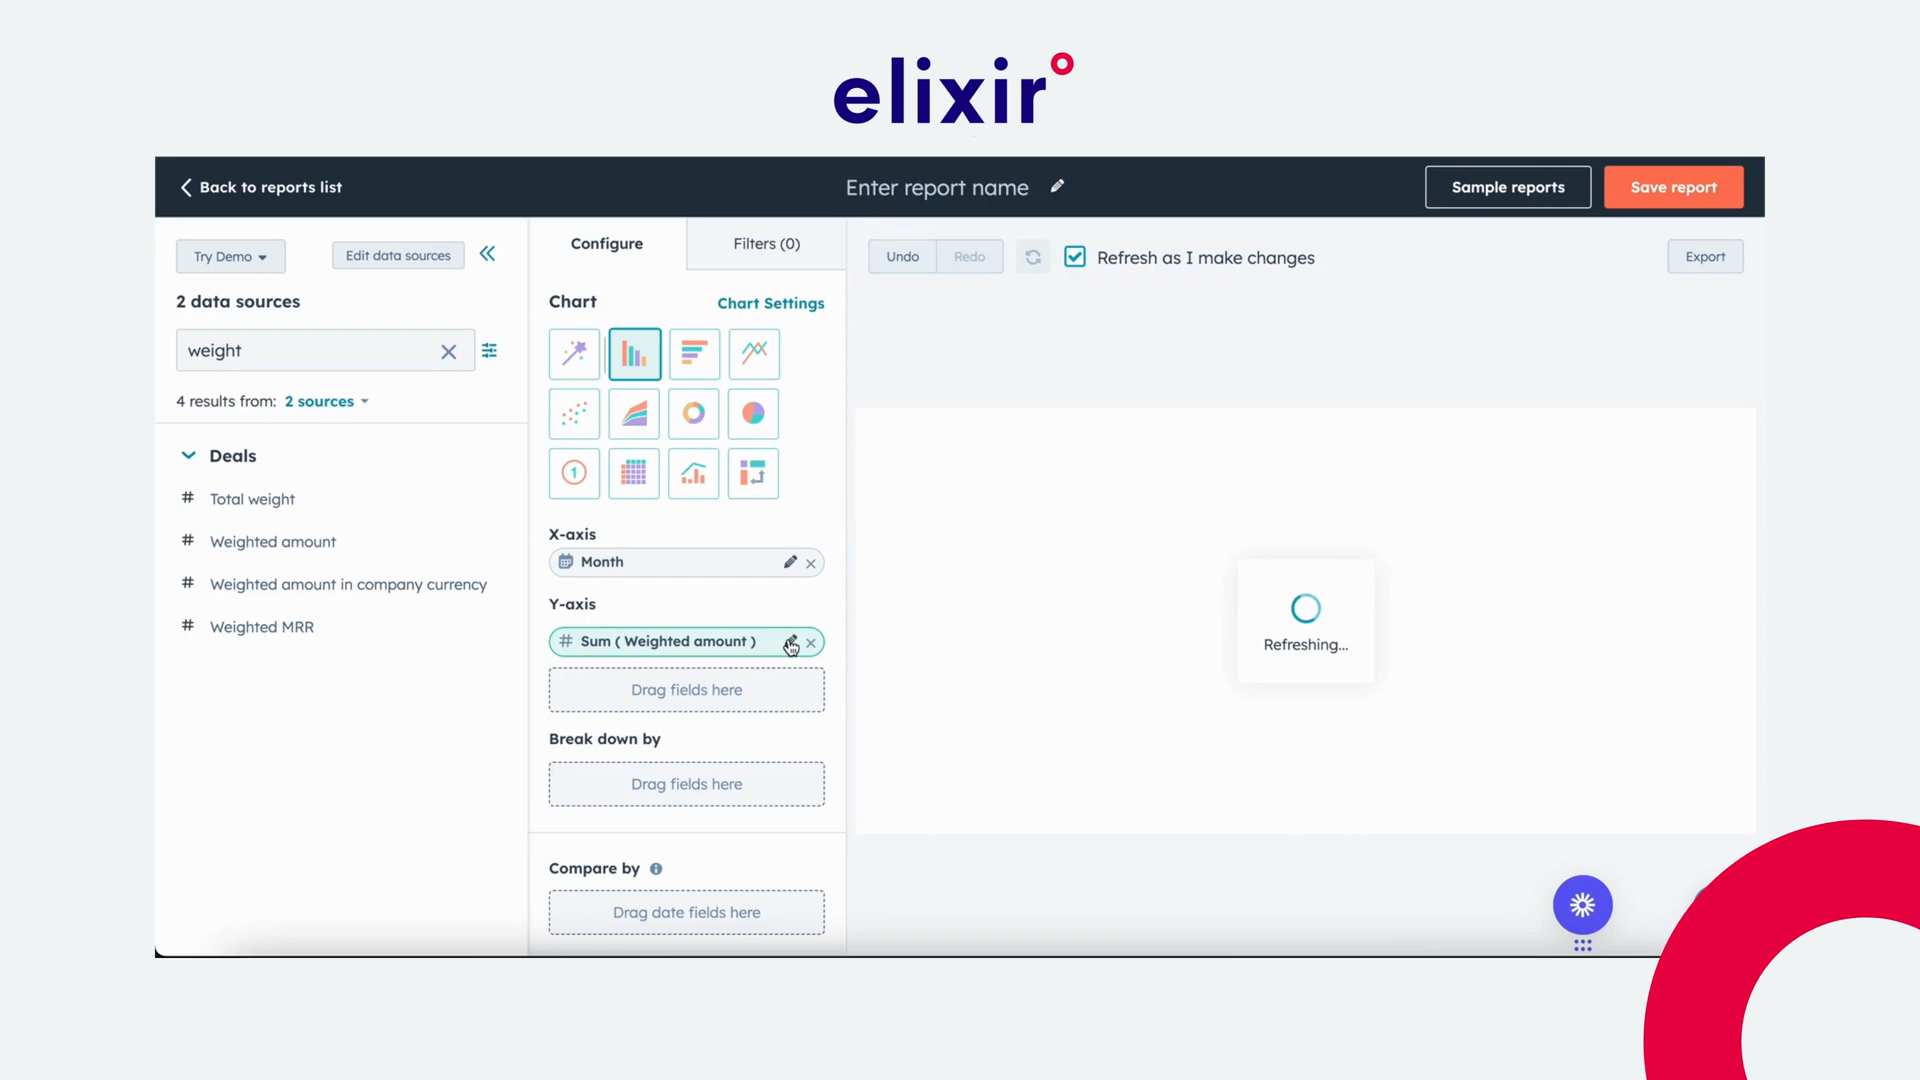 elixir
Back to reports list
Enter report name
Sample reports
Save report
Try Demo
Edit data sources
2 data sources
weight
4 results from: 2 sources
Deals
# Total weight
# Weighted amount
# Weighted amount in company currency
# Weighted MRR
Configure
Filters (0)
Chart
Chart Settings
1
X-axis
Month
Y-axis
# Sum ( Weighted amount )
Drag fields here
Break down by
Drag fields here
Compare by
Drag date fields here
Undo
Redo
Refresh as I make changes
Export
Refreshing...